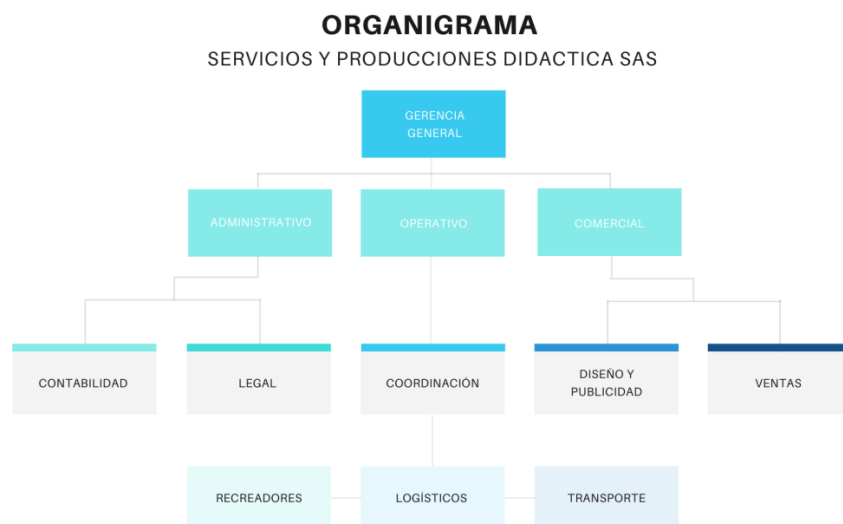 ORGANIGRAMA
SERVICIOS Y PRODUCCIONES DIDACTICA SAS
GERENCIA
GENERAL
ADMINISTRATIVO
OPERATIVO
COMERCIAL
CONTABILIDAD
LEGAL
COORDINACIÓN
DISEÑO Y
PUBLICIDAD
VENTAS
RECREADORES
LOGÍSTICOS
TRANSPORTE